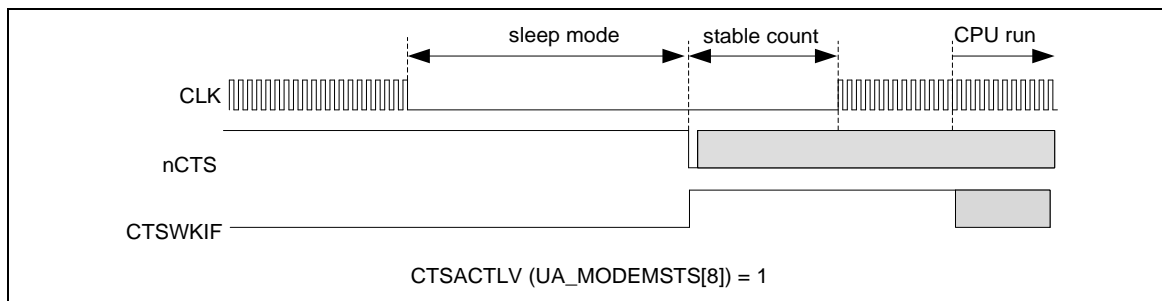 sleep mode stable count CPU run
CLK
nCTS
CTSWKIF
CTSACTLV (UA_MODEMSTS[8]) = 1